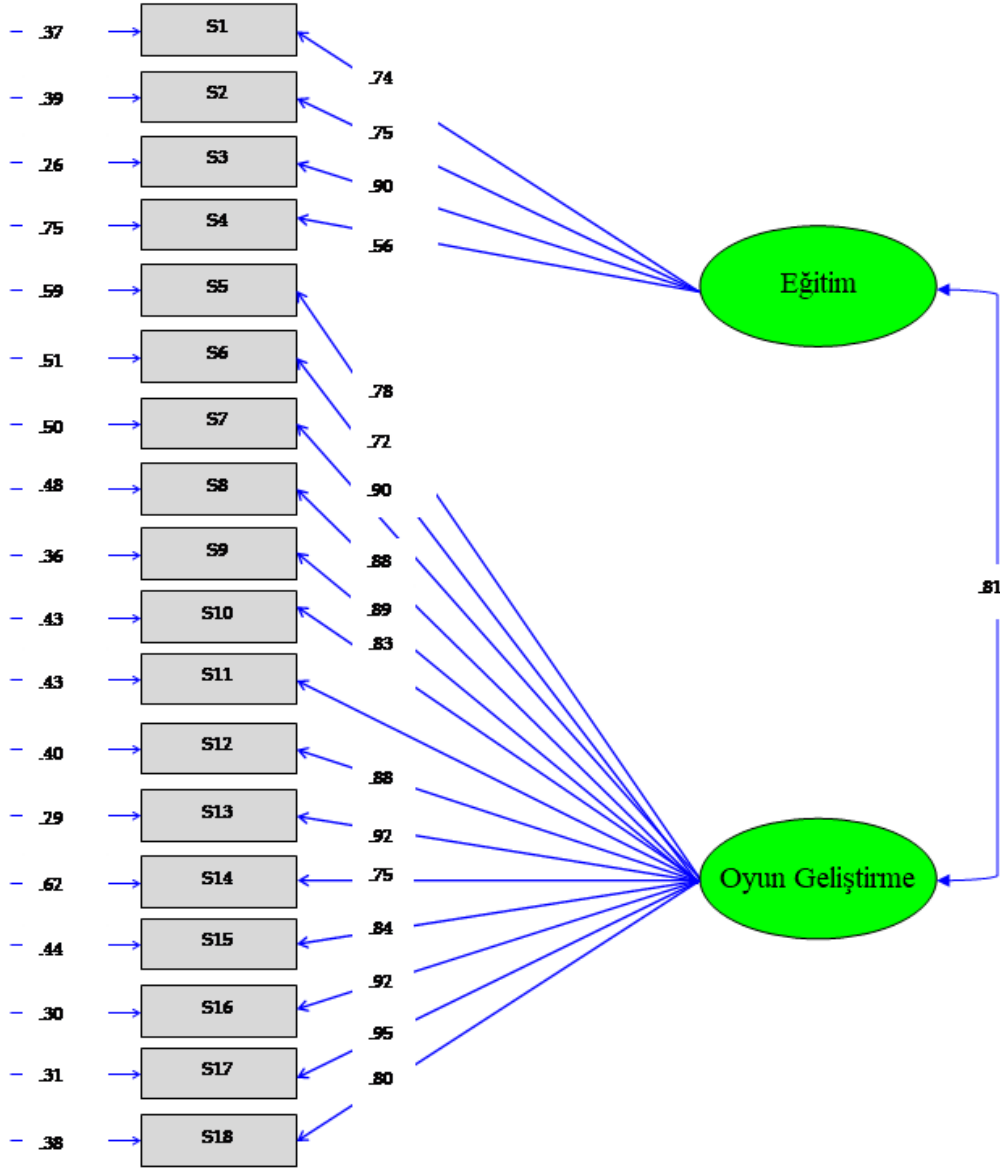 .37 S1 .74
.39 S2 .75
.26 S3 .90
.75 S4 .56
Eğitim
.59 S5 .78
.51 S6 .72
.50 S7 .90
.48 S8 .88
.36 S9 .89
.81
.43 S10 .83
.43 S11
.40 S12 .88
.29 S13 .92
.62 S14 .75
Oyun Geliştirme
.44 S15 .84
.30 S16 .92
.31 S17 .95
.38 S18 .80